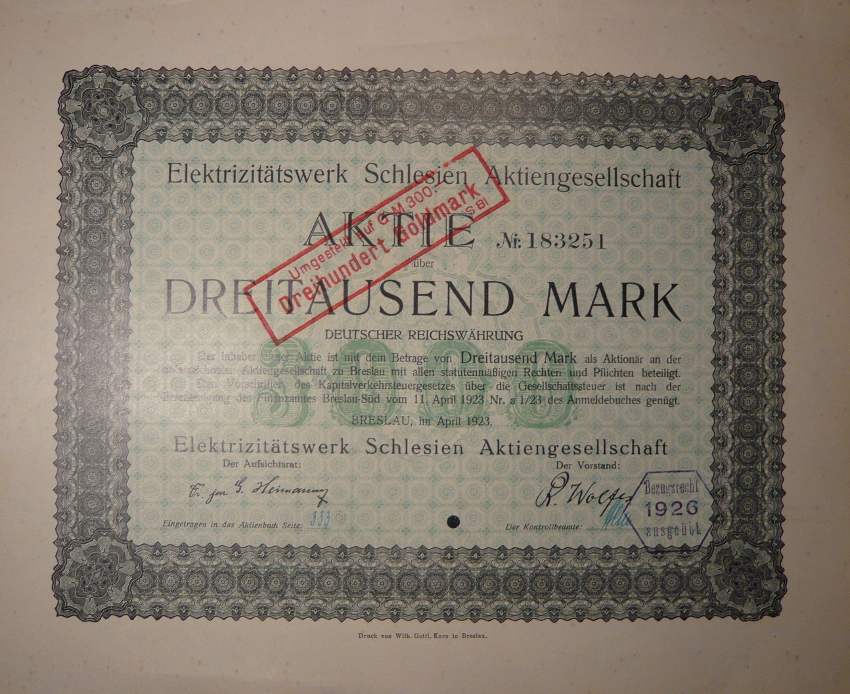 Elektrizitätswerk Schlesien Aktiengesellschaft
Umgestellt auf G.M 300.-
Dreihundert Goldmark
AKTIE № 183251
über
DREITAUSEND MARK
DEUTSCHER REICHSWÄHRUNG
3000
Der Inhaber dieser Aktie ist mit dem Betrage von Dreitausend Mark als Aktionär an der
Aktiengesellschaft zu Breslau mit allen statutenmäßigen Rechten und Pflichten beteiligt.
Den Vorschriften des Kapitalverkehrsteuergesetzes über die Gesellschaftssteuer ist nach der
des Finanzamtes Breslau-Süd vom 11. April 1923 Nr. a 1/23 des Anmeldebuches genügt.
BRESLAU, im April 1923.
Elektrizitätswerk Schlesien Aktiengesellschaft
Der Aufsichtsrat: Der Vorstand:
G. Heimann R. Wolfes
Bezugsrecht
1926
ausgeübt
Eingetragen in das Aktienbuch Seite: 333 Der Kontrollbeamte:
Druck von Wilh. Gottl. Korn in Breslau.